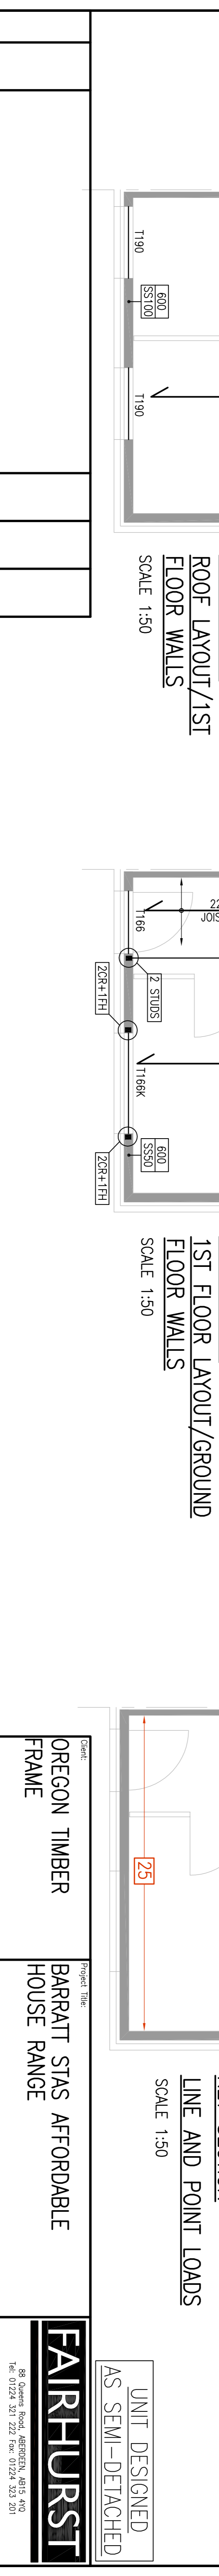 T190
600
SS100
T190
ROOF LAYOUT/1ST
FLOOR WALLS
SCALE 1:50
T166
2 STUDS
2CR+1FH
T166K
600
SS50
2CR+1FH
1ST FLOOR LAYOUT/GROUND
FLOOR WALLS
SCALE 1:50
25
LINE AND POINT LOADS
SCALE 1:50
UNIT DESIGNED
AS SEMI-DETACHED
Client:
OREGON TIMBER
FRAME
Project Title:
BARRATT STAS AFFORDABLE
HOUSE RANGE
FAIRHURST
88 Queens Road, ABERDEEN, AB15 4YQ
Tel: 01224 321 222 Fax: 01224 323 201